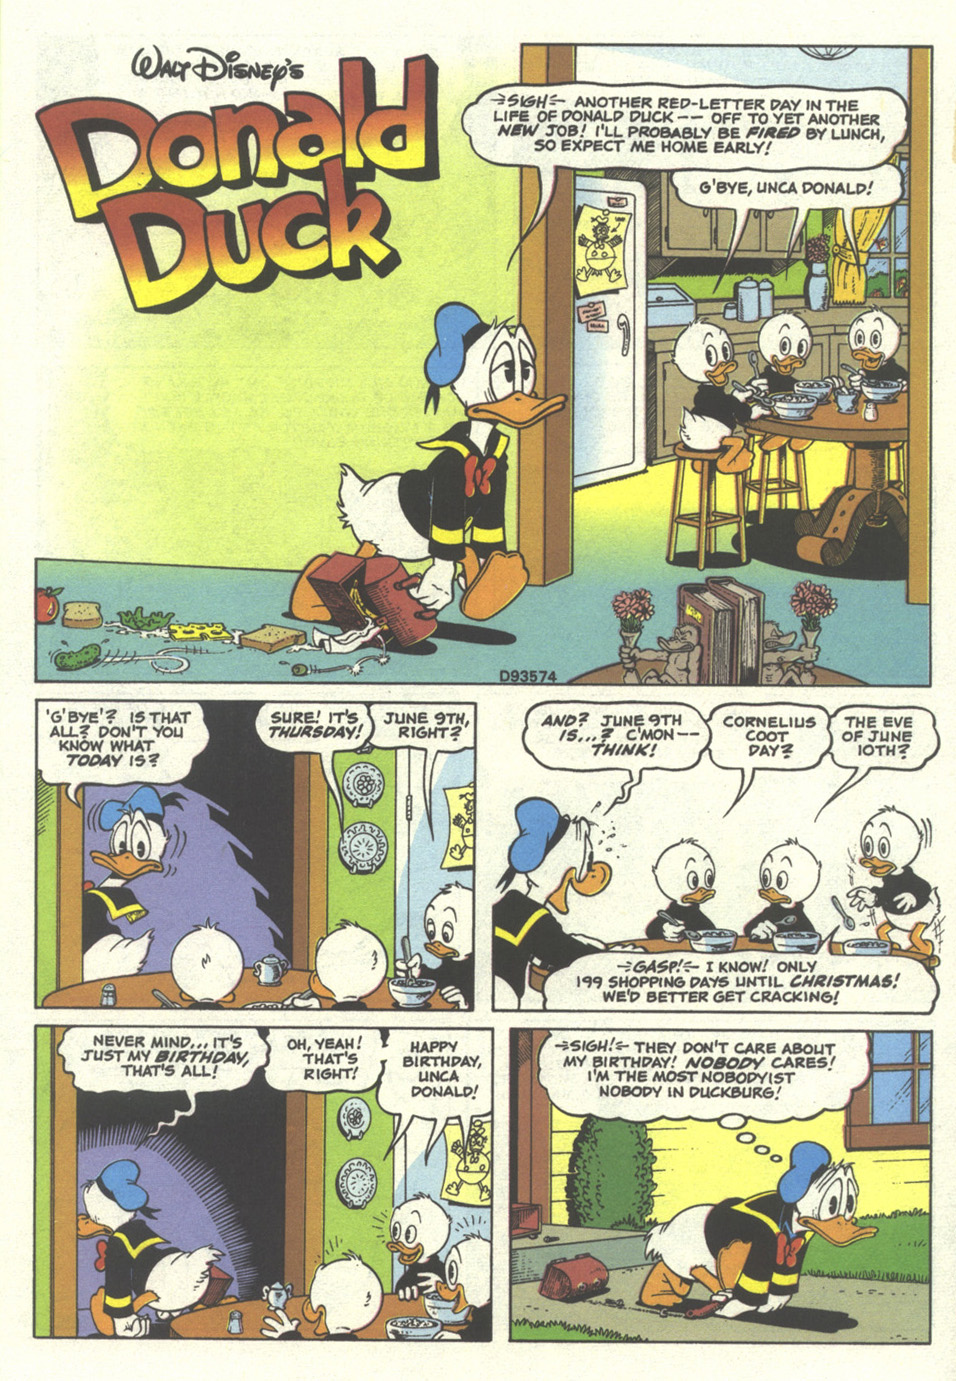 WALT DISNEY'S
Donald
Duck
-SIGH- ANOTHER RED-LETTER DAY IN THE
LIFE OF DONALD DUCK -- OFF TO YET ANOTHER
NEW JOB! I'LL PROBABLY BE FIRED BY LUNCH,
SO EXPECT ME HOME EARLY!
G'BYE, UNCA DONALD!
D93574
'G'BYE'? IS THAT
ALL? DON'T YOU
KNOW WHAT
TODAY IS?
SURE! IT'S
THURSDAY!
JUNE 9TH,
RIGHT?
AND? JUNE 9TH
IS...? C'MON --
THINK!
CORNELIUS
COOT
DAY?
THE EVE
OF JUNE
10TH?
-GASP!- I KNOW! ONLY
199 SHOPPING DAYS UNTIL CHRISTMAS!
WE'D BETTER GET CRACKING!
NEVER MIND... IT'S
JUST MY BIRTHDAY,
THAT'S ALL!
OH, YEAH!
THAT'S
RIGHT!
HAPPY
BIRTHDAY,
UNCA
DONALD!
-SIGH!- THEY DON'T CARE ABOUT
MY BIRTHDAY! NOBODY CARES!
I'M THE MOST NOBODYIST
NOBODY IN DUCKBURG!